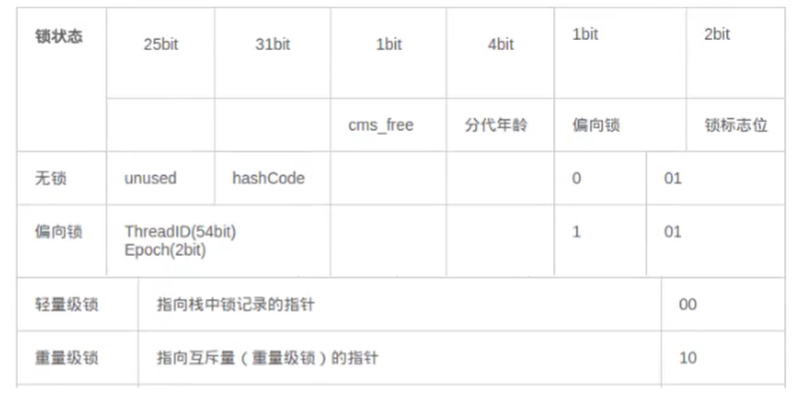 锁状态 25bit 31bit 1bit 4bit 1bit 2bit
cms_free 分代年龄 偏向锁 锁标志位
无锁 unused hashCode 0 01
偏向锁 ThreadID(54bit) 1 01
Epoch(2bit)
轻量级锁 指向栈中锁记录的指针 00
重量级锁 指向互斥量（重量级锁）的指针 10